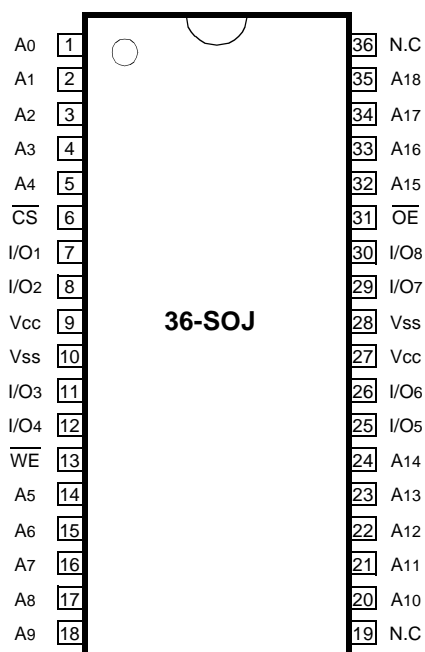 A0 1 36 N.C
A1 2 35 A18
A2 3 34 A17
A3 4 33 A16
A4 5 32 A15
C̅S̅ 6 31 O̅E̅
I/O1 7 30 I/O8
I/O2 8 29 I/O7
Vcc 9 36-SOJ 28 Vss
Vss 10 27 Vcc
I/O3 11 26 I/O6
I/O4 12 25 I/O5
W̅E̅ 13 24 A14
A5 14 23 A13
A6 15 22 A12
A7 16 21 A11
A8 17 20 A10
A9 18 19 N.C